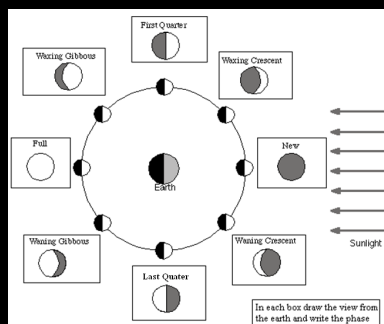 First Quarter
Waxing Gibbous
Waxing Crescent
Full
New
Earth
Sunlight
Waning Gibbous
Waning Crescent
Last Quater
In each box draw the view from
the earth and write the phase